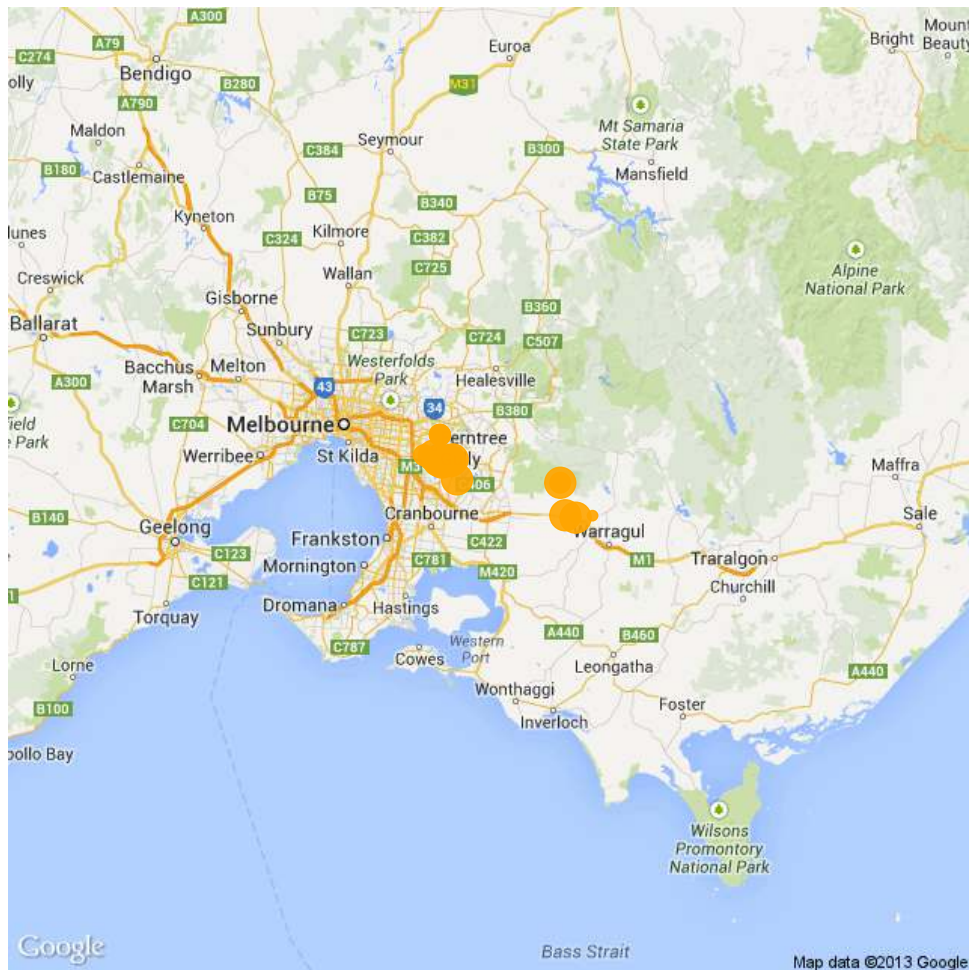 A300
A79
C274
olly
Bendigo
B280
A790
Euroa
M31
Bright
Mount
Beauty
Maldon
Seymour
Mt Samaria
State Park
B180
Castlemaine
C384
B300
Mansfield
B75
B340
Kyneton
Kilmore
C382
C324
C725
Wallan
Creswick
Gisborne
Alpine
National Park
B360
Ballarat
Sunbury
C723
C724
C507
Westerfolds
Park
Bacchus
Marsh
Melton
A300
43
Healesville
34
B380
C704
Melbourne
Werribee
St Kilda
Maffra
B140
Geelong
Cranbourne
Sale
C123
Frankston
C422
Warragul
C781
M1
Traralgon
C121
Mornington
M420
Churchill
Torquay
Dromana
Hastings
A440
B460
C787
Western
Port
Cowes
Leongatha
A440
Lorne
Wonthaggi
Foster
B100
Inverloch
ollo Bay
Wilsons
Promontory
National Park
Google
Bass Strait
Map data ©2013 Google